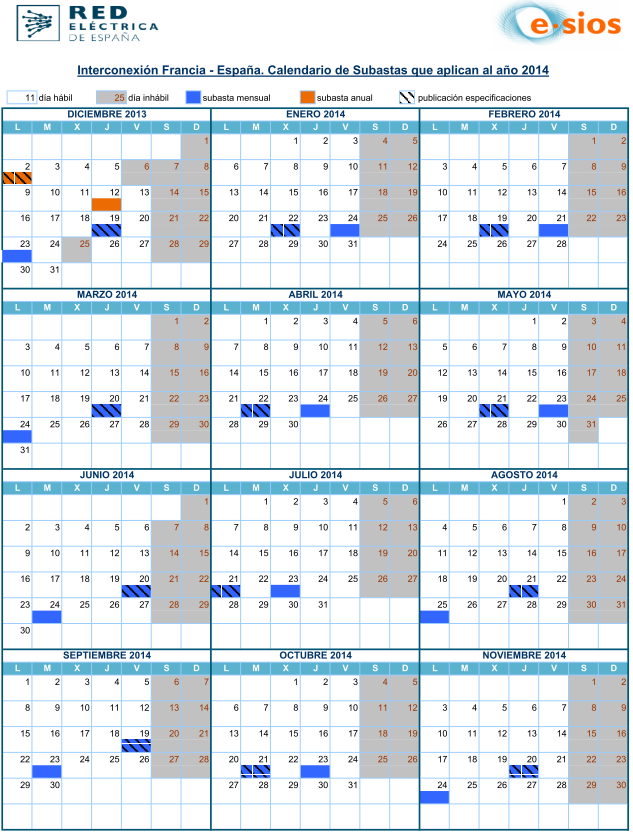 RED
ELÉCTRICA
DE ESPAÑA
e·sios
Interconexión Francia - España. Calendario de Subastas que aplican al año 2014
11 día hábil 25 día inhábil subasta mensual subasta anual publicación especificaciones
DICIEMBRE 2013
L M X J V S D
1
2 3 4 5 6 7 8
9 10 11 12 13 14 15
16 17 18 19 20 21 22
23 24 25 26 27 28 29
30 31
ENERO 2014
L M X J V S D
1 2 3 4 5
6 7 8 9 10 11 12
13 14 15 16 17 18 19
20 21 22 23 24 25 26
27 28 29 30 31
FEBRERO 2014
L M X J V S D
1 2
3 4 5 6 7 8 9
10 11 12 13 14 15 16
17 18 19 20 21 22 23
24 25 26 27 28
MARZO 2014
L M X J V S D
1 2
3 4 5 6 7 8 9
10 11 12 13 14 15 16
17 18 19 20 21 22 23
24 25 26 27 28 29 30
31
ABRIL 2014
L M X J V S D
1 2 3 4 5 6
7 8 9 10 11 12 13
14 15 16 17 18 19 20
21 22 23 24 25 26 27
28 29 30
MAYO 2014
L M X J V S D
1 2 3 4
5 6 7 8 9 10 11
12 13 14 15 16 17 18
19 20 21 22 23 24 25
26 27 28 29 30 31
JUNIO 2014
L M X J V S D
1
2 3 4 5 6 7 8
9 10 11 12 13 14 15
16 17 18 19 20 21 22
23 24 25 26 27 28 29
30
JULIO 2014
L M X J V S D
1 2 3 4 5 6
7 8 9 10 11 12 13
14 15 16 17 18 19 20
21 22 23 24 25 26 27
28 29 30 31
AGOSTO 2014
L M X J V S D
1 2 3
4 5 6 7 8 9 10
11 12 13 14 15 16 17
18 19 20 21 22 23 24
25 26 27 28 29 30 31
SEPTIEMBRE 2014
L M X J V S D
1 2 3 4 5 6 7
8 9 10 11 12 13 14
15 16 17 18 19 20 21
22 23 24 25 26 27 28
29 30
OCTUBRE 2014
L M X J V S D
1 2 3 4 5
6 7 8 9 10 11 12
13 14 15 16 17 18 19
20 21 22 23 24 25 26
27 28 29 30 31
NOVIEMBRE 2014
L M X J V S D
1 2
3 4 5 6 7 8 9
10 11 12 13 14 15 16
17 18 19 20 21 22 23
24 25 26 27 28 29 30